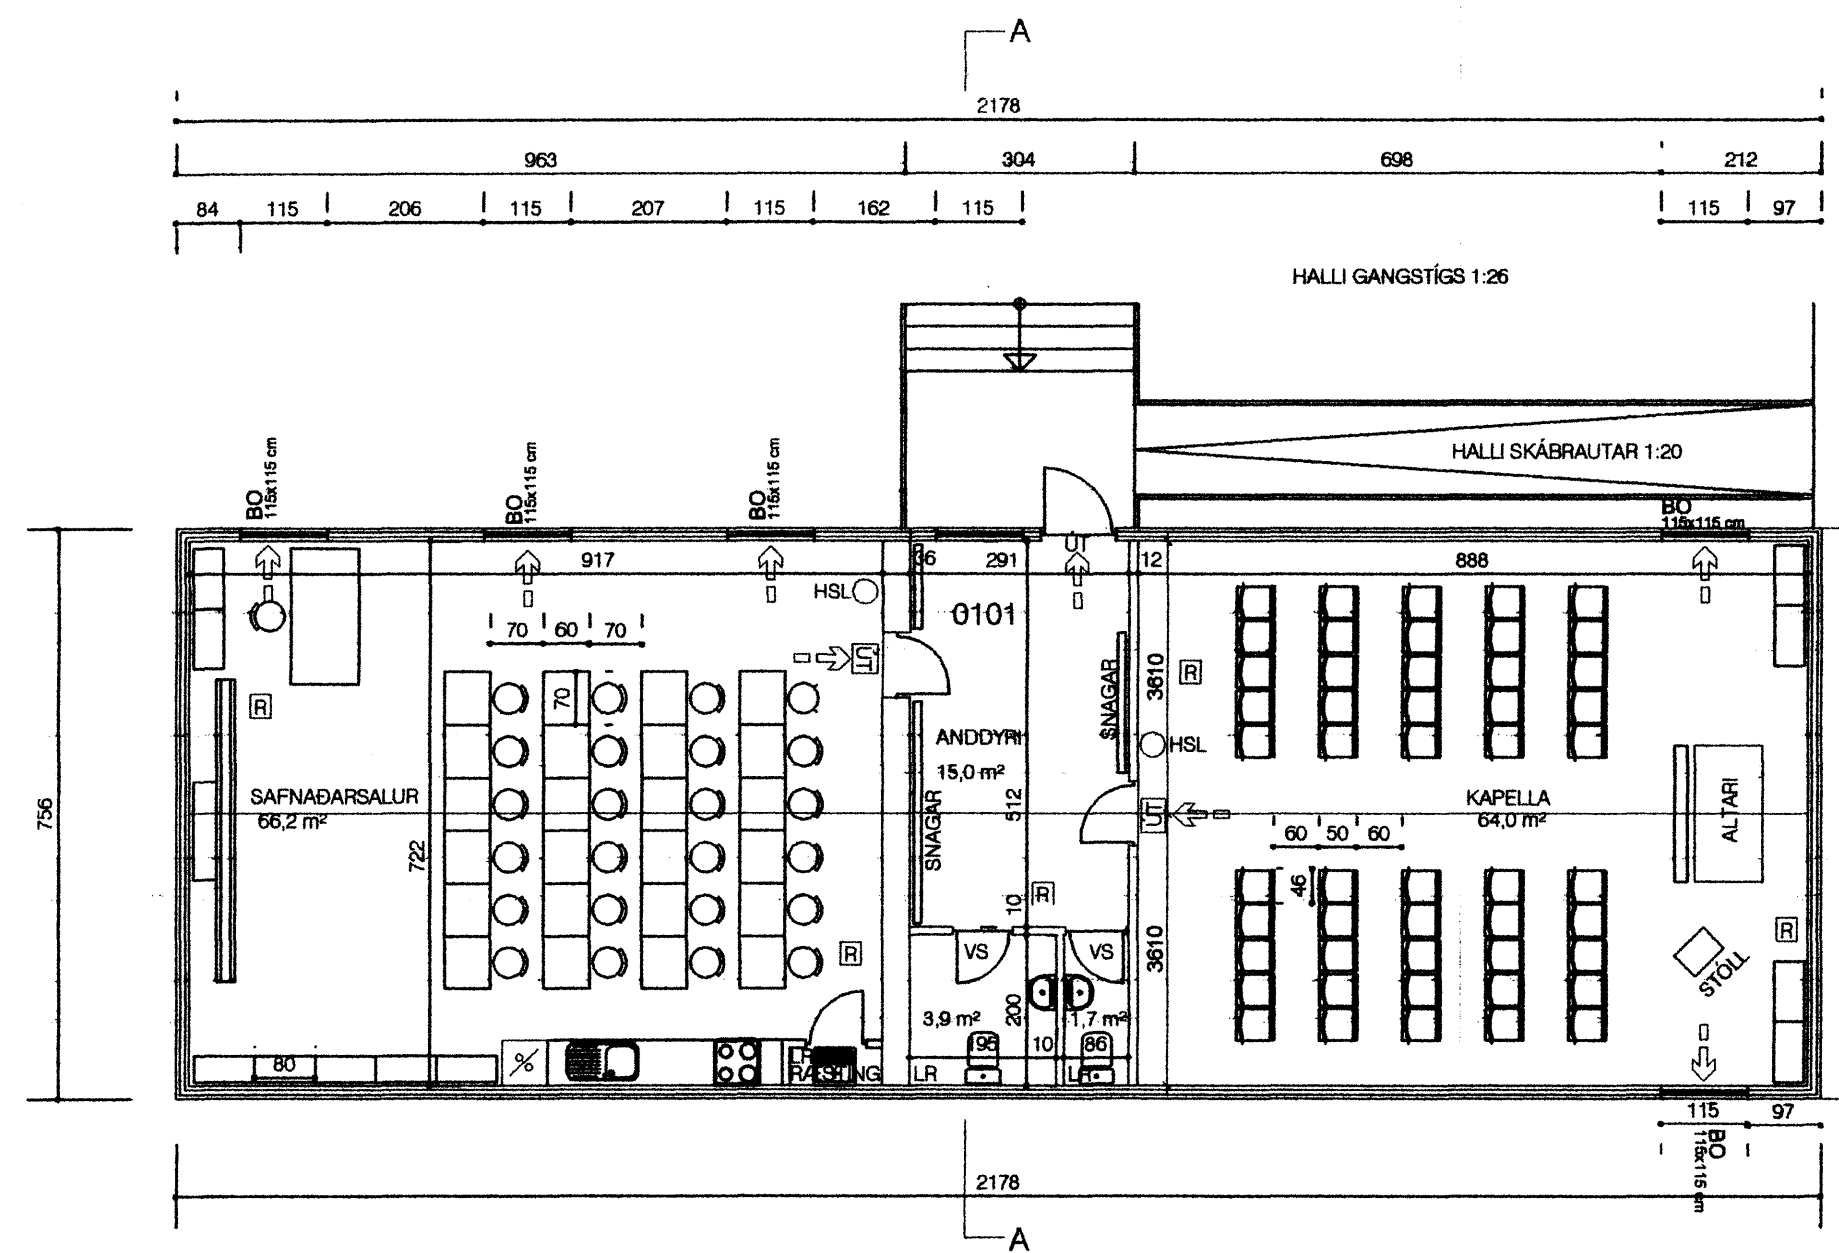 A
2178
963 304 698 212
84 115 206 115 207 115 162 115 115 97
HALLI GANGSTÍGS 1:26
HALLI SKÁBRAUTAR 1:20
BO
115x115 cm
BO
115x115 cm
BO
115x115 cm
BO
115x115 cm
ÚT
917 36 291 12 888
HSL
0101
70 60 70
ÚT
70
R
SNAGAR
3610
R
ANDDYRI
15,0 m²
HSL
756
SAFNAÐARSALUR
66,2 m²
722
SNAGAR
512
ÚT
KAPELLA
64,0 m²
ALTARI
60 50 60
46
R
10
R
VS VS
3610
R
STÓLL
3,9 m²
200
1,7 m²
80
%
RÆSTING
LR
195 10 86
LR
115 97
BO
115x115 cm
2178
A